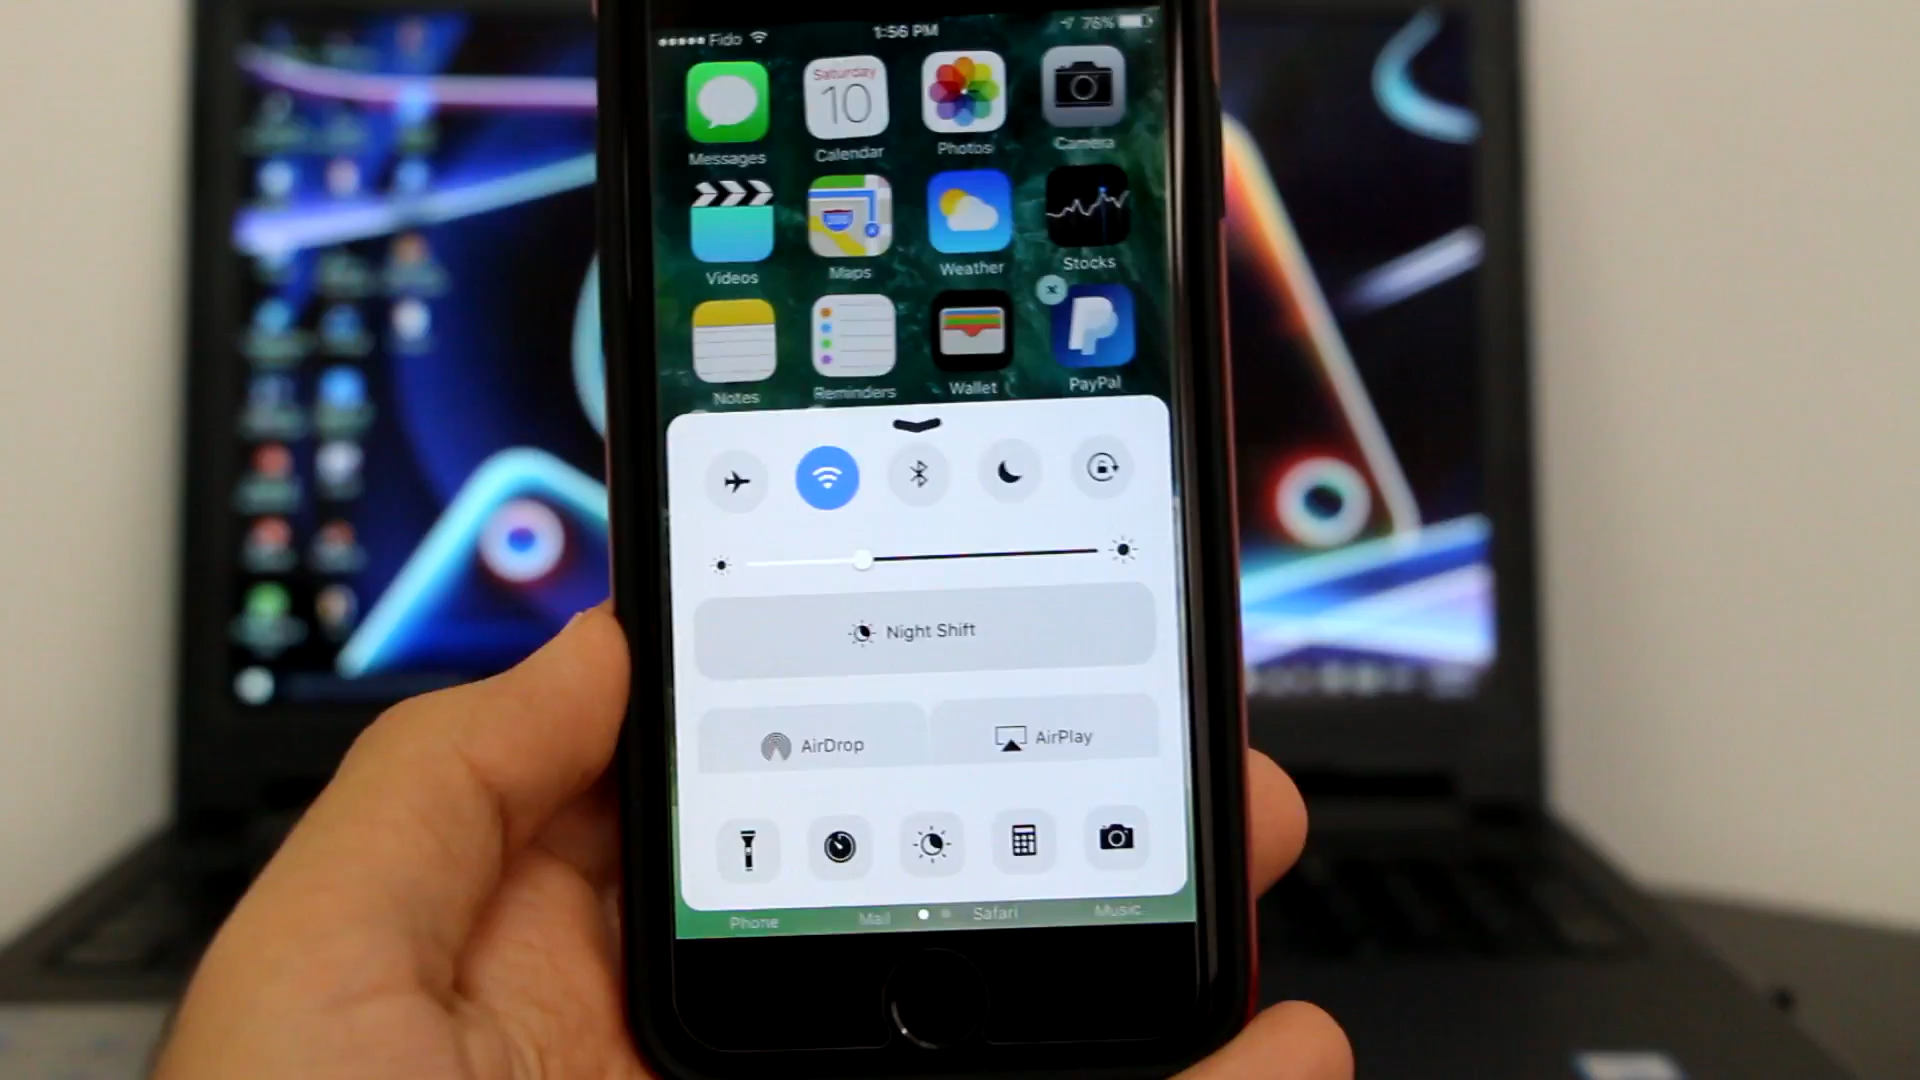 Fido 1:56 PM 76%
Saturday
10
Messages Calendar Photos Camera
280
Videos Maps Weather Stocks
Notes Reminders Wallet PayPal
Night Shift
AirDrop AirPlay
Phone Mail Safari Music